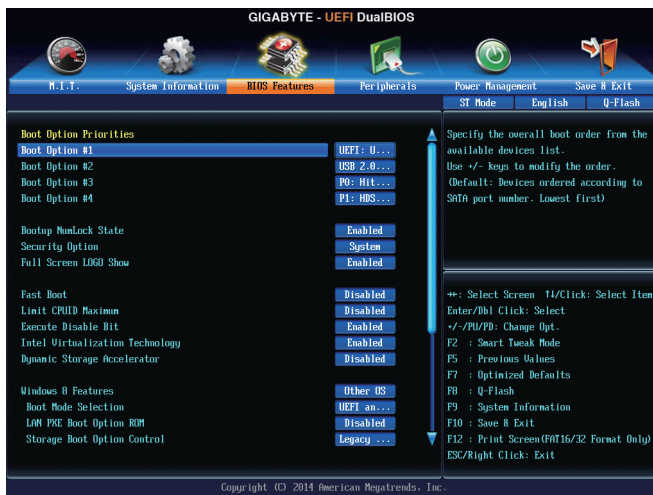 GIGABYTE - UEFI DualBIOS
M.I.T. System Information BIOS Features Peripherals Power Management Save & Exit
ST Mode English Q-Flash
Boot Option Priorities
Boot Option #1 UEFI: U...
Boot Option #2 USB 2.0...
Boot Option #3 P0: Hit...
Boot Option #4 P1: HDS...
Bootup NumLock State Enabled
Security Option System
Full Screen LOGO Show Enabled
Fast Boot Disabled
Limit CPUID Maximum Disabled
Execute Disable Bit Enabled
Intel Virtualization Technology Enabled
Dynamic Storage Accelerator Disabled
Windows 8 Features Other OS
Boot Mode Selection UEFI an...
LAN PXE Boot Option ROM Disabled
Storage Boot Option Control Legacy ...
Specify the overall boot order from the
available devices list.
Use +/- keys to modify the order.
(Default: Devices ordered according to
SATA port number. Lowest first)
→←: Select Screen ↑↓/Click: Select Item
Enter/Dbl Click: Select
+/-/PU/PD: Change Opt.
F2 : Smart Tweak Mode
F5 : Previous Values
F7 : Optimized Defaults
F8 : Q-Flash
F9 : System Information
F10 : Save & Exit
F12 : Print Screen(FAT16/32 Format Only)
ESC/Right Click: Exit
Copyright (C) 2014 American Megatrends, Inc.